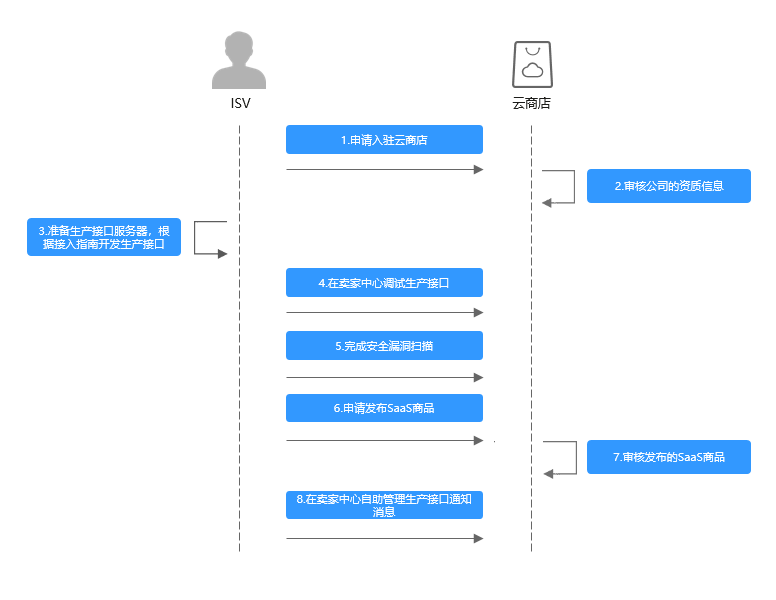 ISV
云商店
1.申请入驻云商店
2.审核公司的资质信息
3.准备生产接口服务器，根
据接入指南开发生产接口
4.在卖家中心调试生产接口
5.完成安全漏洞扫描
6.申请发布SaaS商品
7.审核发布的SaaS商品
8.在卖家中心自助管理生产接口通知
消息